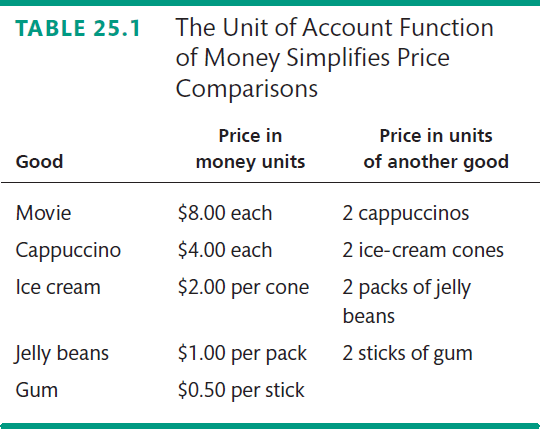 TABLE 25.1 The Unit of Account Function
of Money Simplifies Price
Comparisons
Price in Price in units
Good money units of another good
Movie $8.00 each 2 cappuccinos
Cappuccino $4.00 each 2 ice-cream cones
Ice cream $2.00 per cone 2 packs of jelly
beans
Jelly beans $1.00 per pack 2 sticks of gum
Gum $0.50 per stick